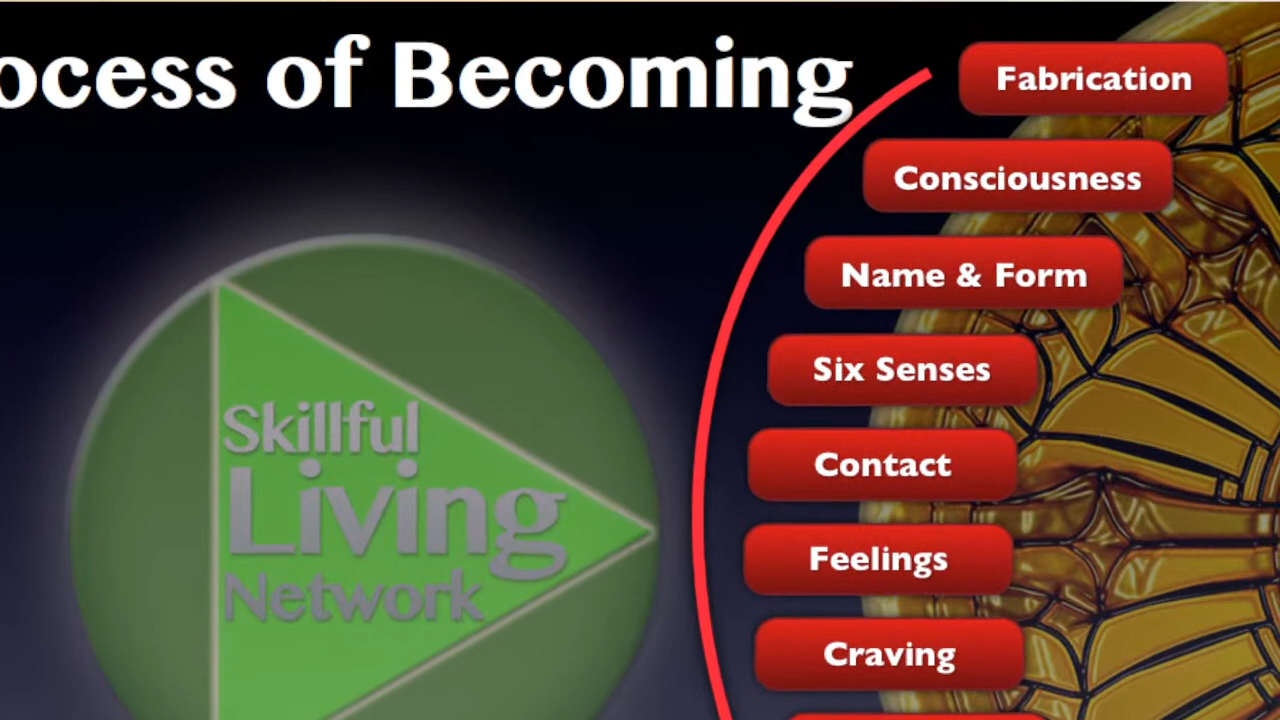 ocess of Becoming
Fabrication
Consciousness
Name & Form
Six Senses
Contact
Feelings
Craving
Skillful
Living
Network